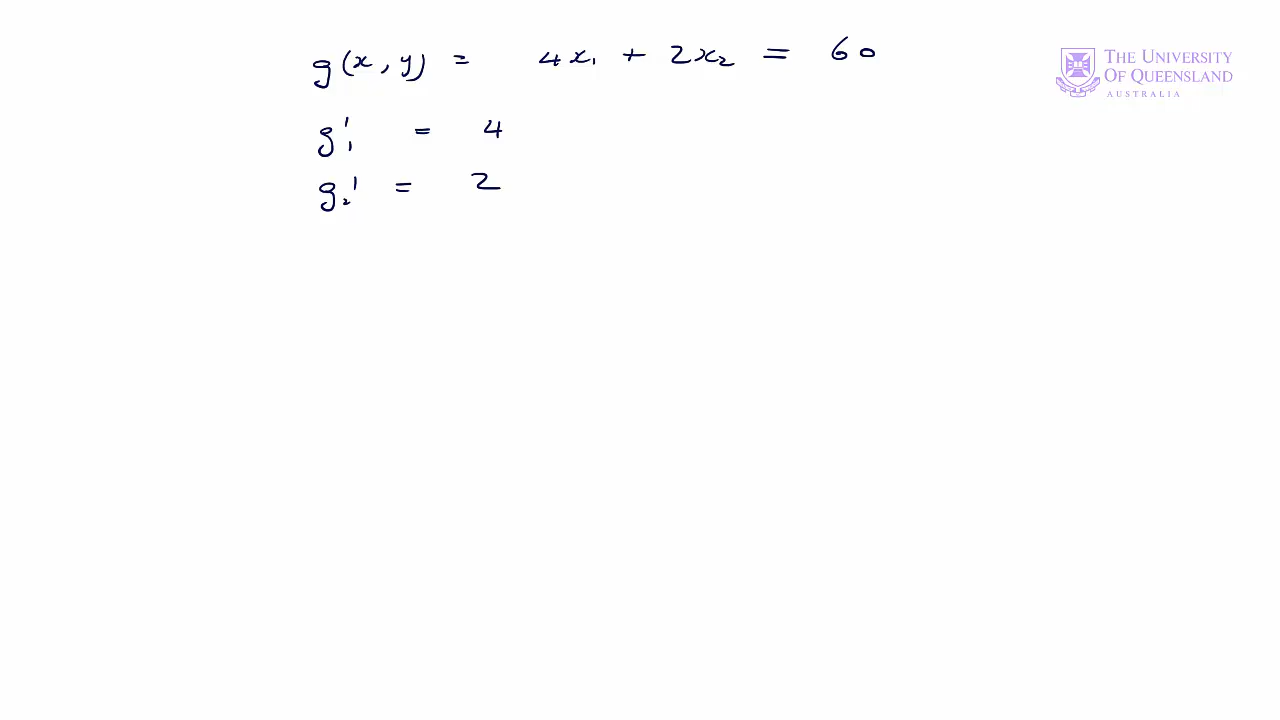 g(x, y) = 4x₁ + 2x₂ = 60
THE UNIVERSITY
OF QUEENSLAND
AUSTRALIA
g₁' = 4
g₂' = 2